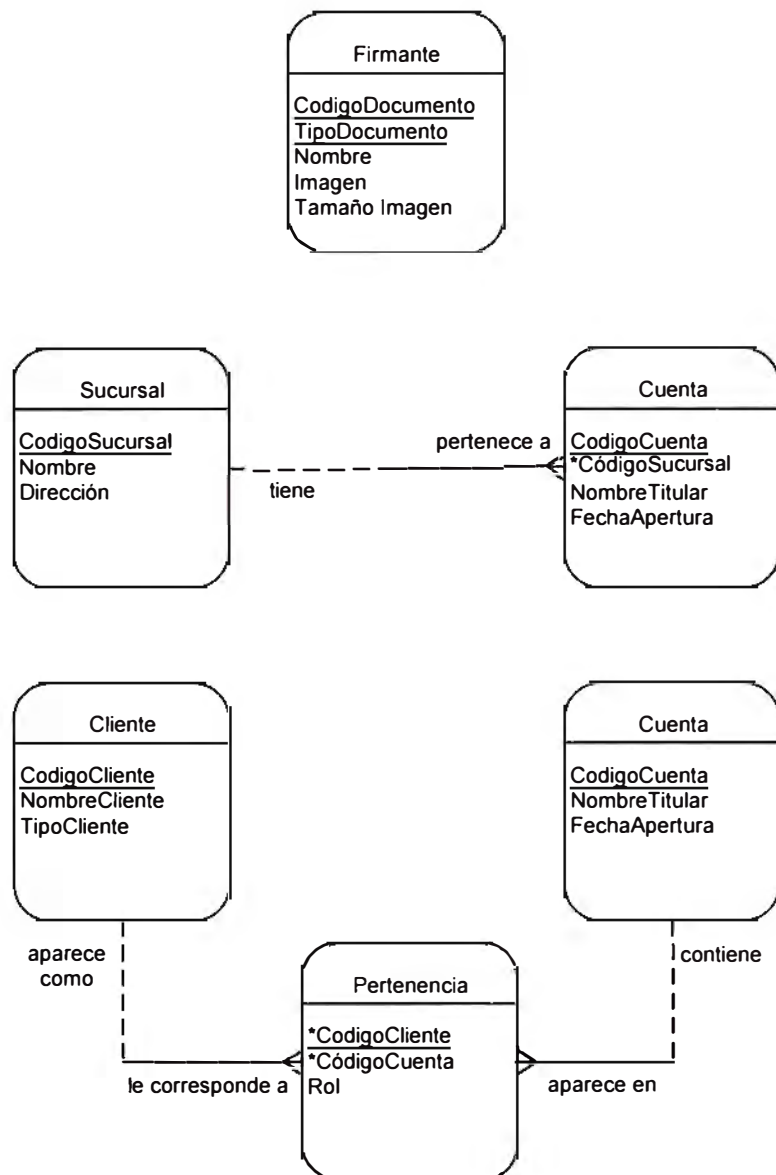 Firmante
CodigoDocumento
TipoDocumento
Nombre
Imagen
Tamaño Imagen
Sucursal
CodigoSucursal
Nombre
Dirección
tiene
pertenece a
Cuenta
CodigoCuenta
*CódigoSucursal
NombreTitular
FechaApertura
Cliente
CodigoCliente
NombreCliente
TipoCliente
Cuenta
CodigoCuenta
NombreTitular
FechaApertura
aparece
como
contiene
Pertenencia
*CodigoCliente
*CódigoCuenta
Rol
le corresponde a
aparece en